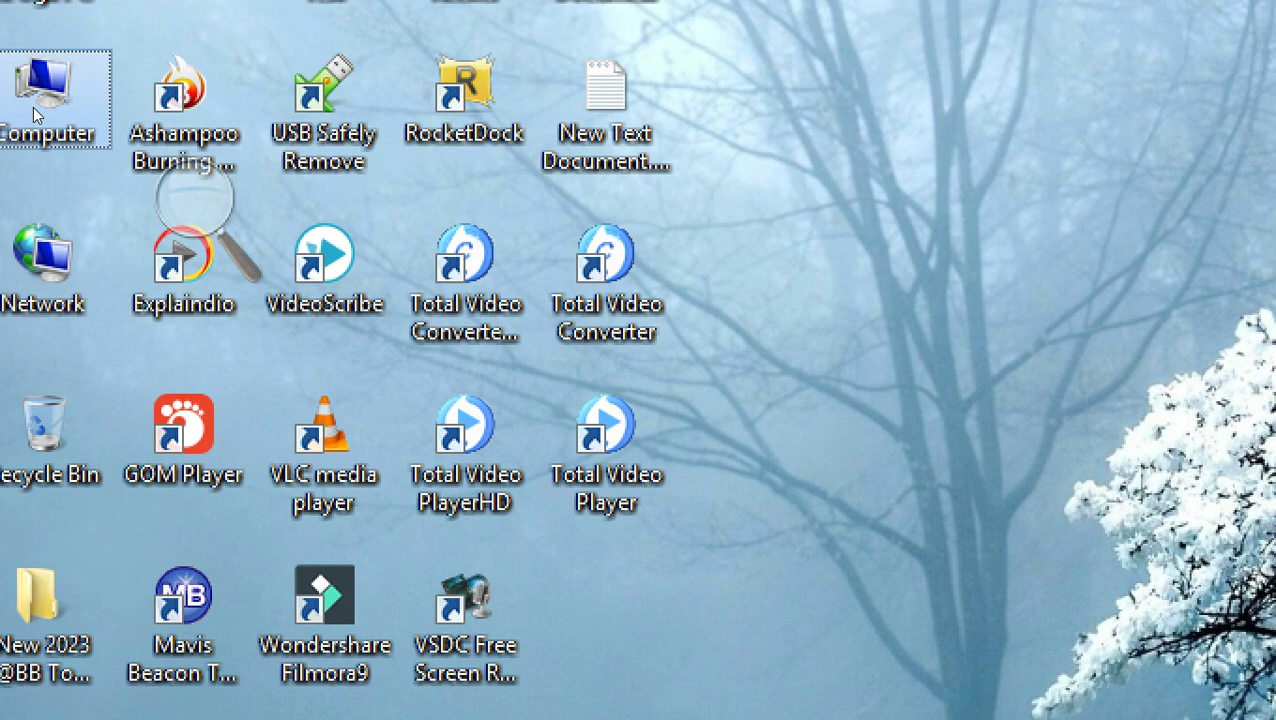 Computer
Ashampoo
Burning ...
USB Safely
Remove
RocketDock
New Text
Document....
Network
Explaindio
VideoScribe
Total Video
Converte...
Total Video
Converter
ecycle Bin
GOM Player
VLC media
player
Total Video
PlayerHD
Total Video
Player
New 2023
@BB To...
Mavis
Beacon T...
Wondershare
Filmora9
VSDC Free
Screen R...